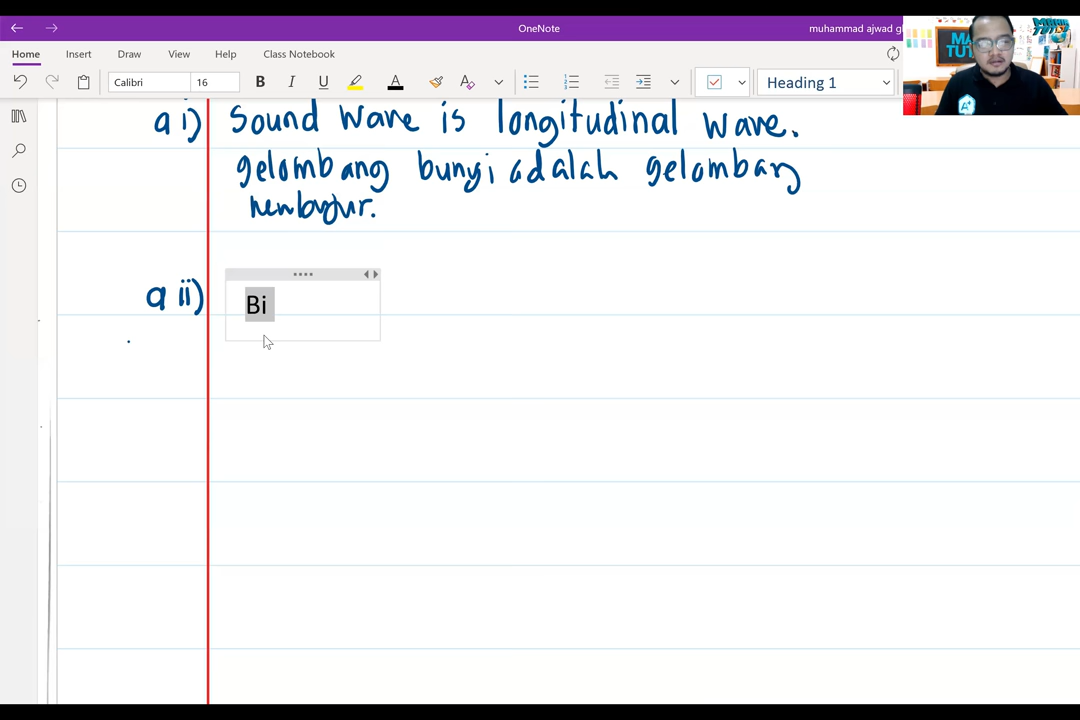 OneNote
muhammad ajwad g
Home Insert Draw View Help Class Notebook
Calibri 16 B I U A A Heading 1
a i) Sound wave is longitudinal wave.
gelombang bunyi adalah gelombang
membujur.
a ii) Bi